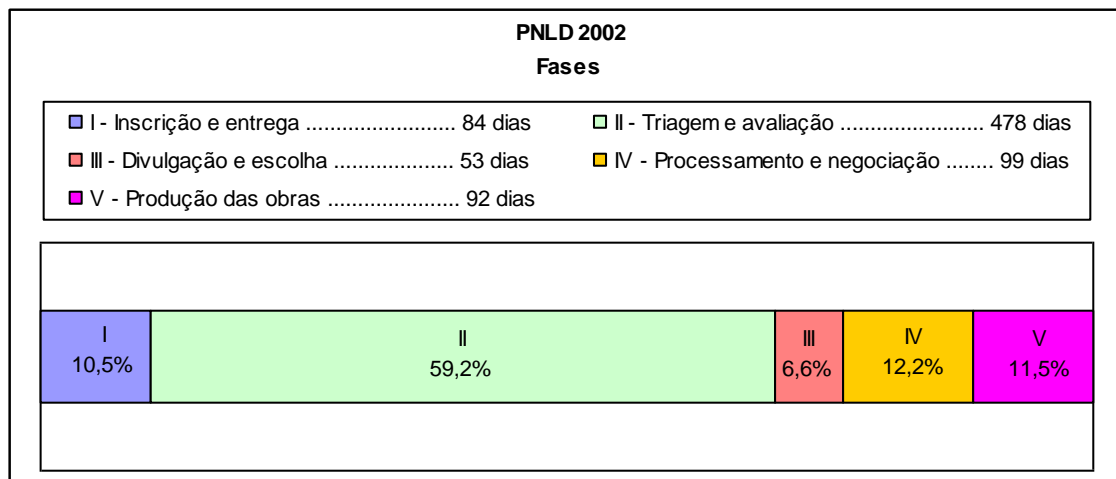 PNLD 2002
Fases
I - Inscrição e entrega .......................... 84 dias
II - Triagem e avaliação ........................ 478 dias
III - Divulgação e escolha .................... 53 dias
IV - Processamento e negociação ........ 99 dias
V - Produção das obras ...................... 92 dias
I II III IV V
10,5% 59,2% 6,6% 12,2% 11,5%